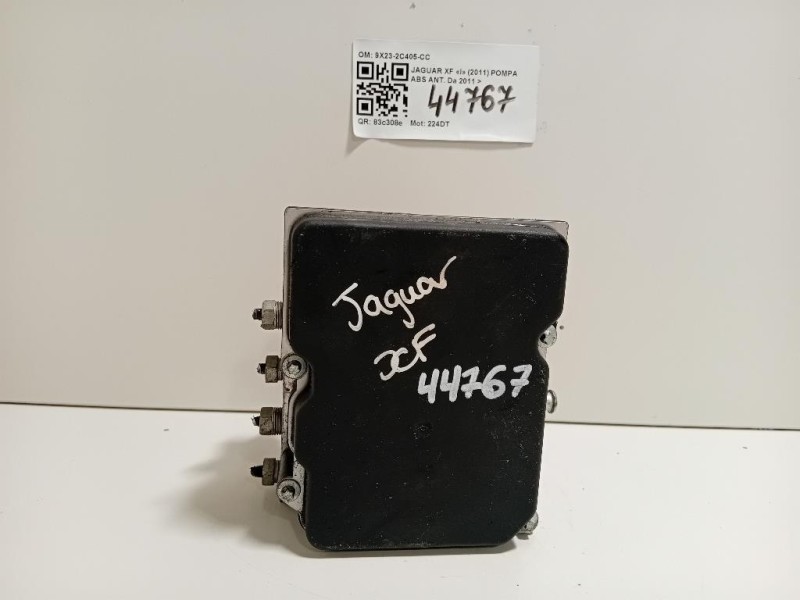 OM: 9X23-2C405-CC
JAGUAR XF «I» (2011) POMPA
ABS ANT. Da 2011 >
44767
QR: 83c308e Mot: 224DT
Jaguar
XF
44767